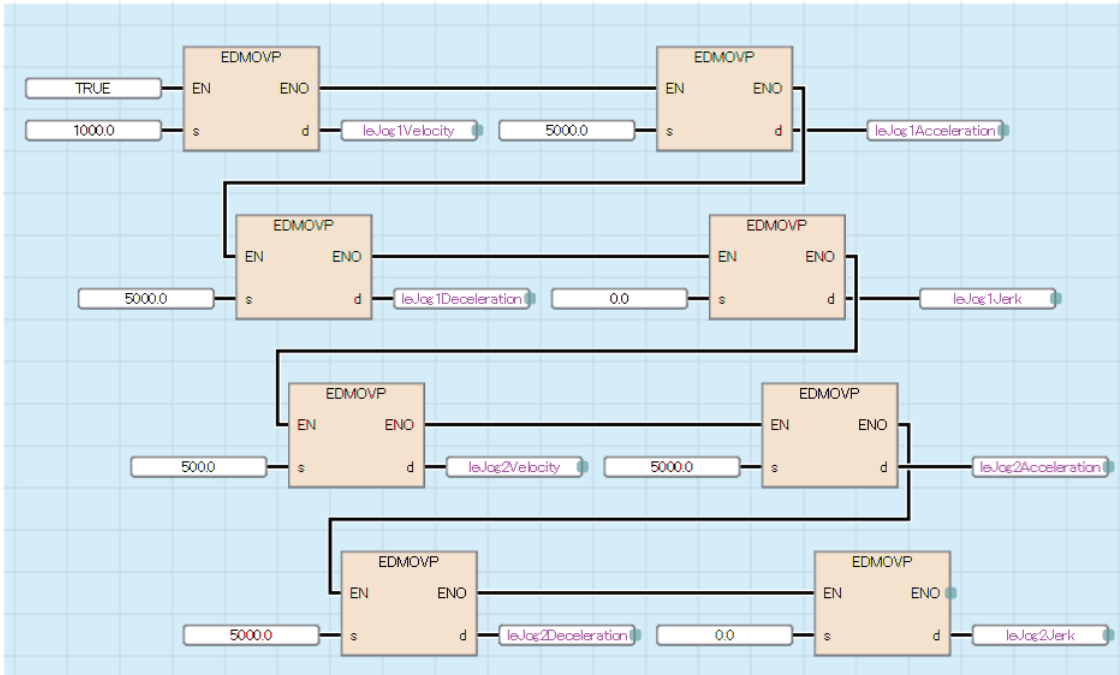 EDMOVP EDMOVP
TRUE EN ENO EN ENO
1000.0 s d leJog1Velocity 5000.0 s d leJog1Acceleration
EDMOVP EDMOVP
EN ENO EN ENO
5000.0 s d leJog1Deceleration 0.0 s d leJog1Jerk
EDMOVP EDMOVP
EN ENO EN ENO
500.0 s d leJog2Velocity 5000.0 s d leJog2Acceleration
EDMOVP EDMOVP
EN ENO EN ENO
5000.0 s d leJog2Deceleration 0.0 s d leJog2Jerk